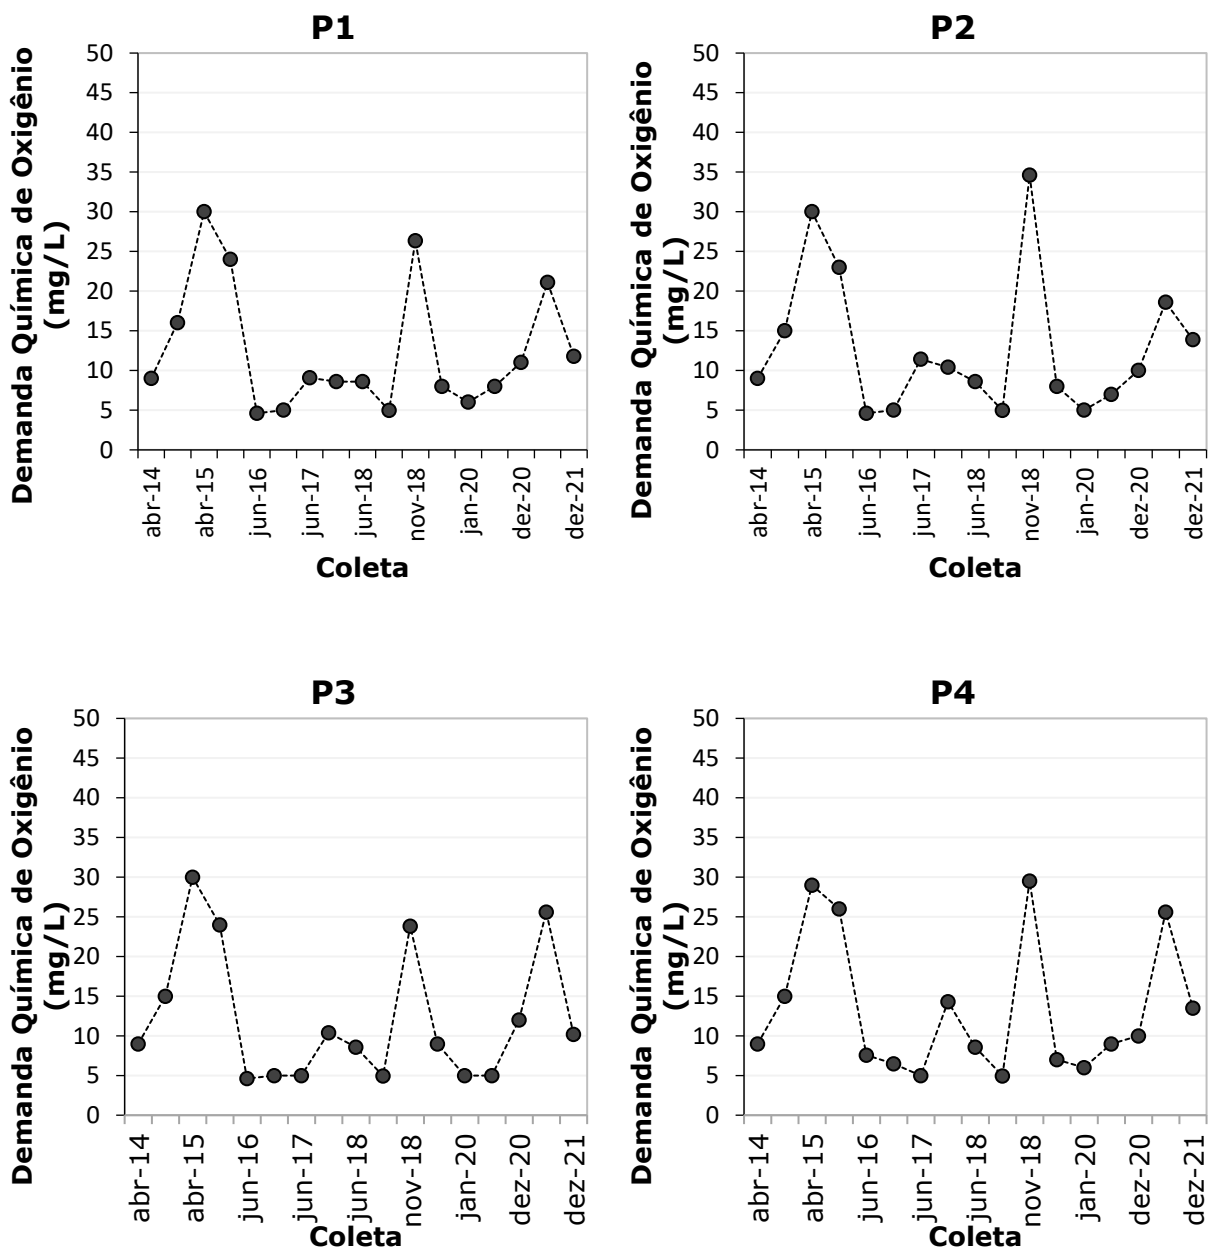 P1
Demanda Química de Oxigênio
(mg/L)
50
45
40
35
30
25
20
15
10
5
0
abr-14
abr-15
jun-16
jun-17
jun-18
nov-18
jan-20
dez-20
dez-21
Coleta
P2
Demanda Química de Oxigênio
(mg/L)
50
45
40
35
30
25
20
15
10
5
0
abr-14
abr-15
jun-16
jun-17
jun-18
nov-18
jan-20
dez-20
dez-21
Coleta
P3
Demanda Química de Oxigênio
(mg/L)
50
45
40
35
30
25
20
15
10
5
0
abr-14
abr-15
jun-16
jun-17
jun-18
nov-18
jan-20
dez-20
dez-21
Coleta
P4
Demanda Química de Oxigênio
(mg/L)
50
45
40
35
30
25
20
15
10
5
0
abr-14
abr-15
jun-16
jun-17
jun-18
nov-18
jan-20
dez-20
dez-21
Coleta